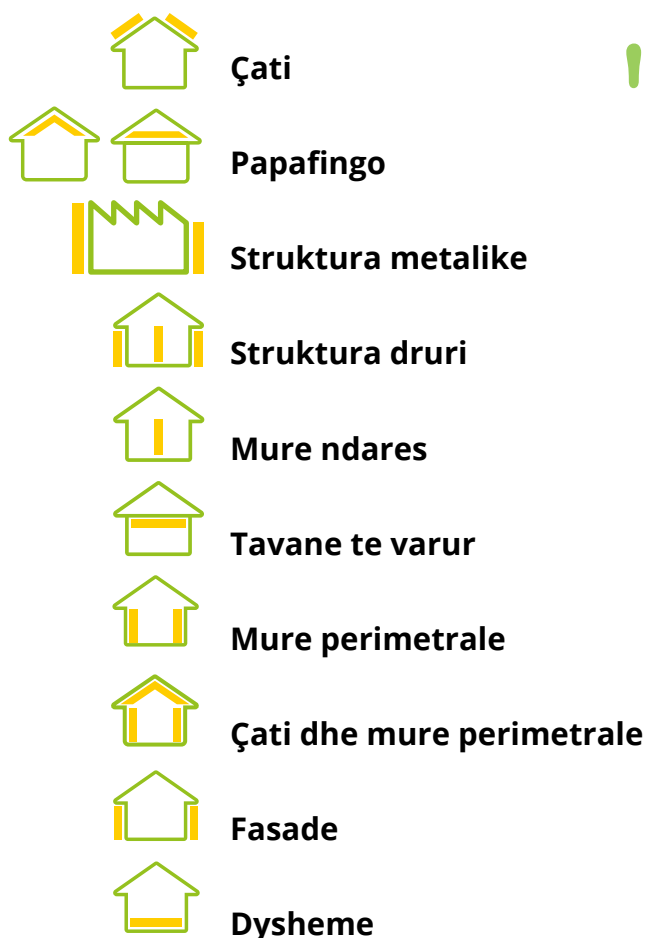 Çati
Papafingo
Struktura metalike
Struktura druri
Mure ndares
Tavane te varur
Mure perimetrale
Çati dhe mure perimetrale
Fasade
Dysheme